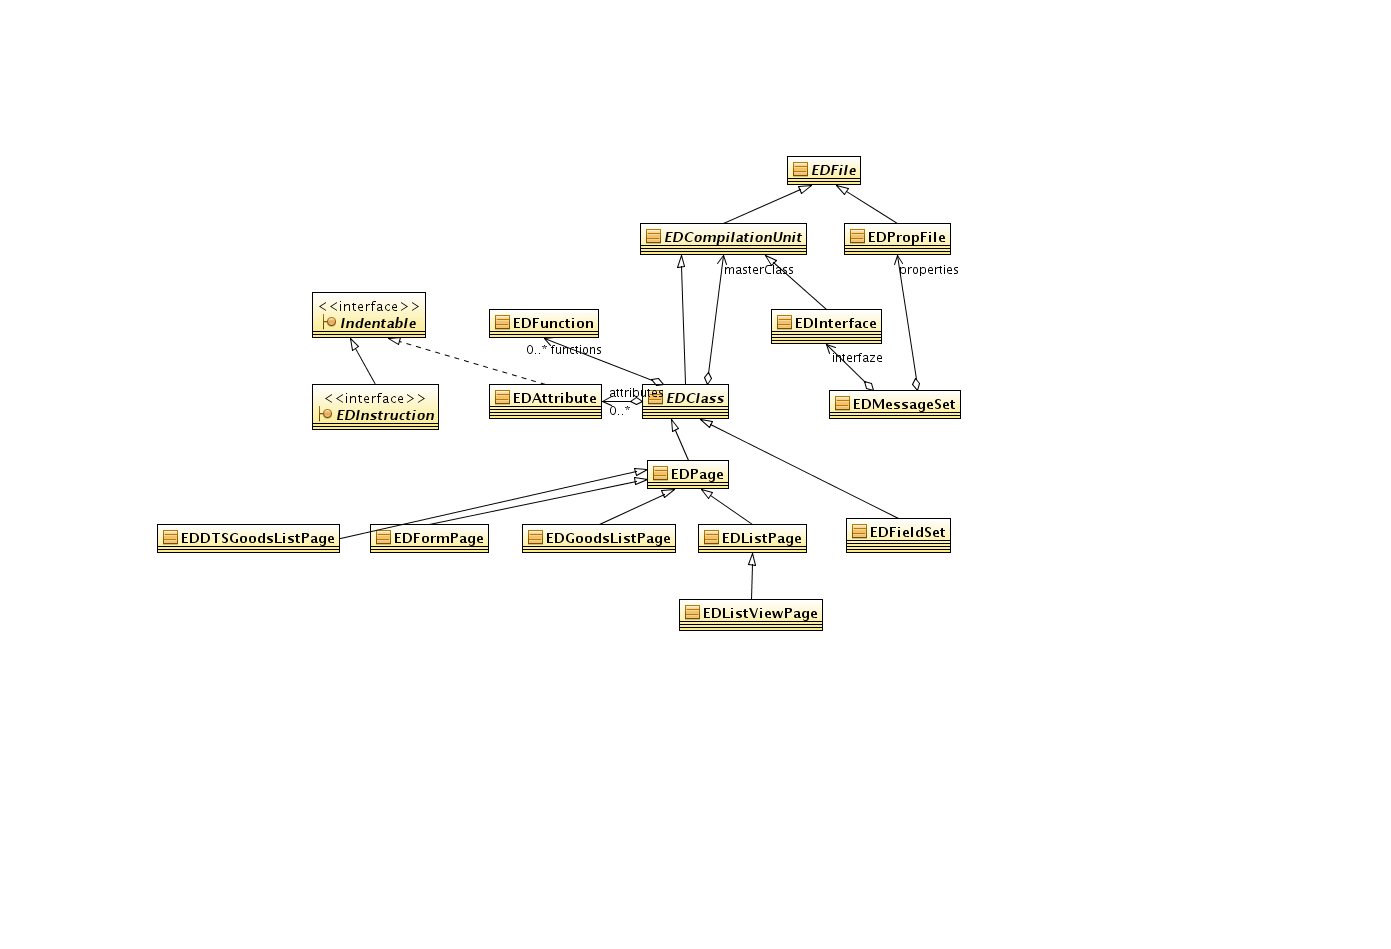 EDFile
EDCompilationUnit
EDPropFile
masterClass
properties
<<interface>>
Indentable
EDFunction
EDInterface
0..* functions
interfaze
<<interface>>
EDInstruction
EDAttribute
attributes
0..*
EDClass
EDMessageSet
EDPage
EDDTSGoodsListPage
EDFormPage
EDGoodsListPage
EDListPage
EDFieldSet
EDListViewPage